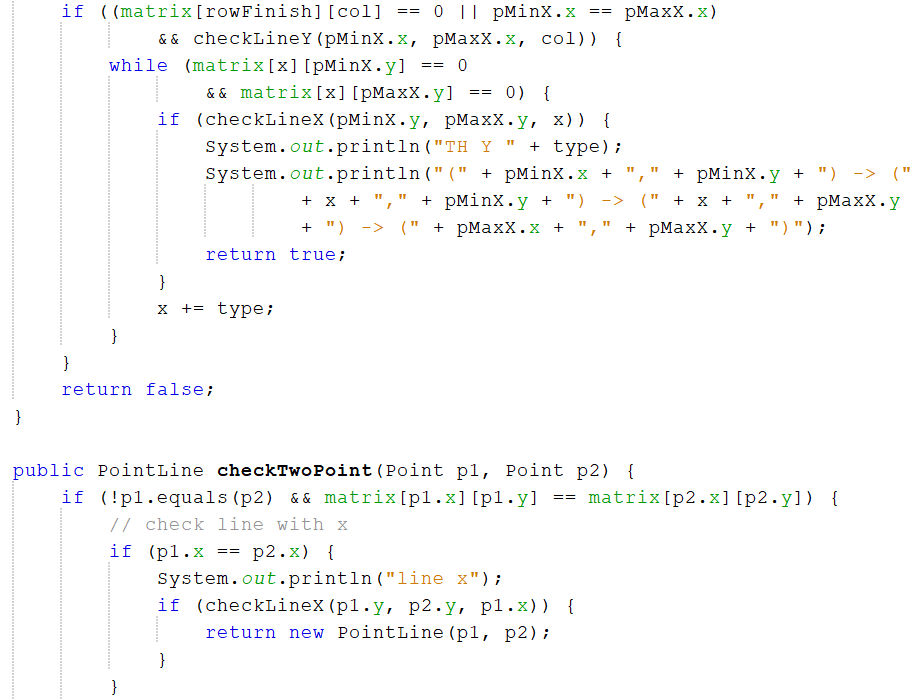 if ((matrix[rowFinish][col] == 0 || pMinX.x == pMaxX.x)
&& checkLineY(pMinX.x, pMaxX.x, col)) {
while (matrix[x][pMinX.y] == 0
&& matrix[x][pMaxX.y] == 0) {
if (checkLineX(pMinX.y, pMaxX.y, x)) {
System.out.println("TH Y " + type);
System.out.println("(" + pMinX.x + "," + pMinX.y + ") -> ("
+ x + "," + pMinX.y + ") -> (" + x + "," + pMaxX.y
+ ") -> (" + pMaxX.x + "," + pMaxX.y + ")");
return true;
}
x += type;
}
}
return false;
}
public PointLine checkTwoPoint(Point p1, Point p2) {
if (!p1.equals(p2) && matrix[p1.x][p1.y] == matrix[p2.x][p2.y]) {
// check line with x
if (p1.x == p2.x) {
System.out.println("line x");
if (checkLineX(p1.y, p2.y, p1.x)) {
return new PointLine(p1, p2);
}
}